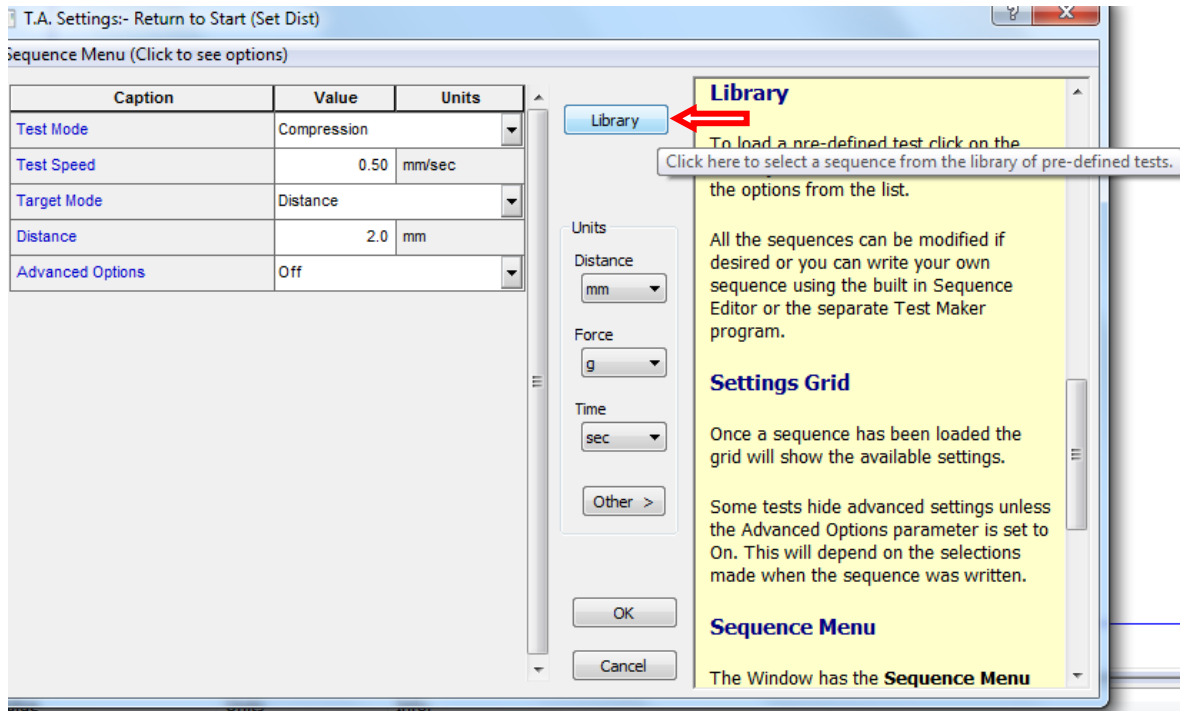 T.A. Settings:- Return to Start (Set Dist)
Sequence Menu (Click to see options)
Caption Value Units
Test Mode Compression
Test Speed 0.50 mm/sec
Target Mode Distance
Distance 2.0 mm
Advanced Options Off
Library
Click here to select a sequence from the library of pre-defined tests.
Units
Distance
mm
Force
g
Time
sec
Other >
OK
Cancel
Library
To load a pre-defined test click on the
the options from the list.
All the sequences can be modified if
desired or you can write your own
sequence using the built in Sequence
Editor or the separate Test Maker
program.
Settings Grid
Once a sequence has been loaded the
grid will show the available settings.
Some tests hide advanced settings unless
the Advanced Options parameter is set to
On. This will depend on the selections
made when the sequence was written.
Sequence Menu
The Window has the Sequence Menu